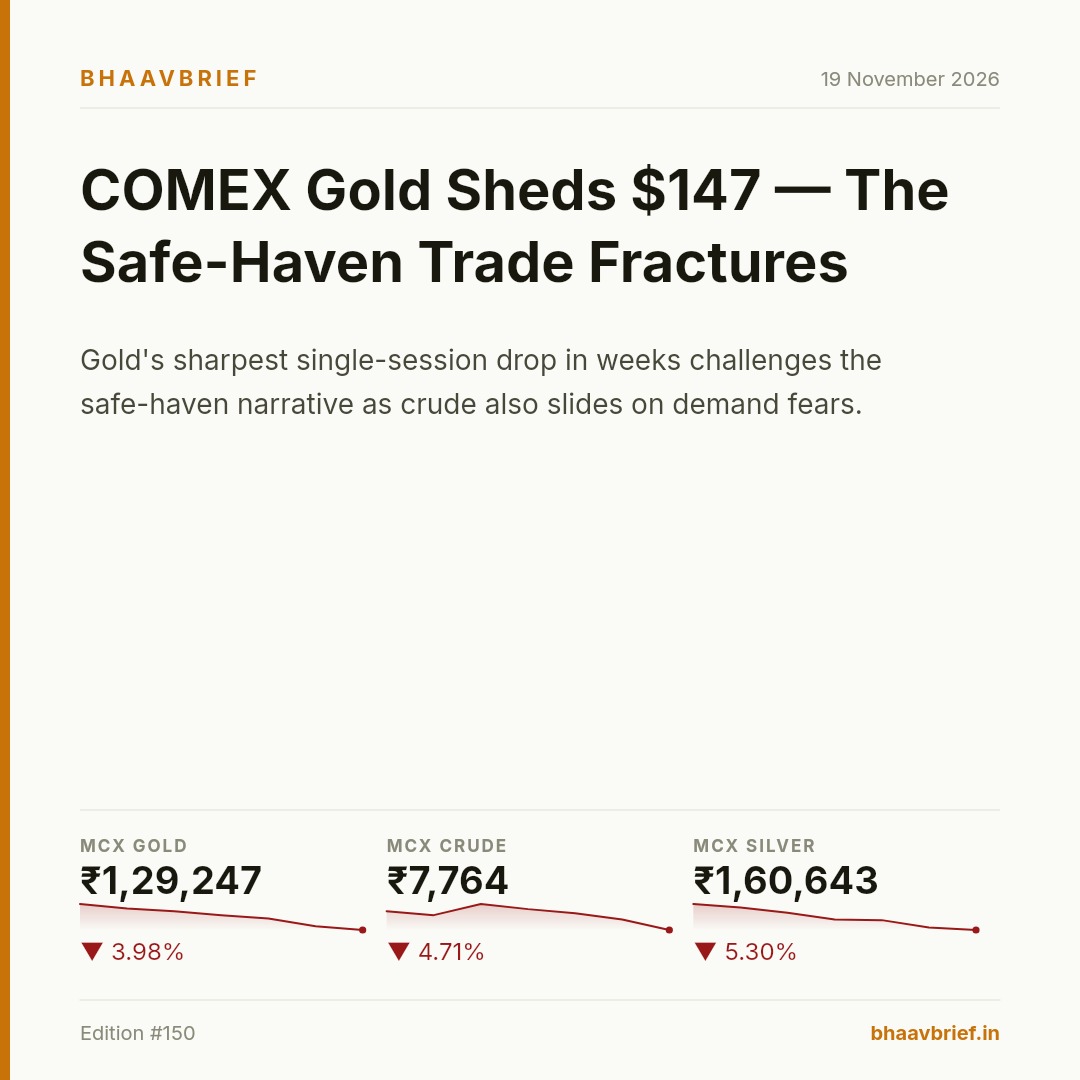 BHAAVBRIEF
19 November 2026
COMEX Gold Sheds $147 — The
Safe-Haven Trade Fractures
Gold's sharpest single-session drop in weeks challenges the
safe-haven narrative as crude also slides on demand fears.
MCX GOLD
₹1,29,247
▼ 3.98%
MCX CRUDE
₹7,764
▼ 4.71%
MCX SILVER
₹1,60,643
▼ 5.30%
Edition #150
bhaavbrief.in